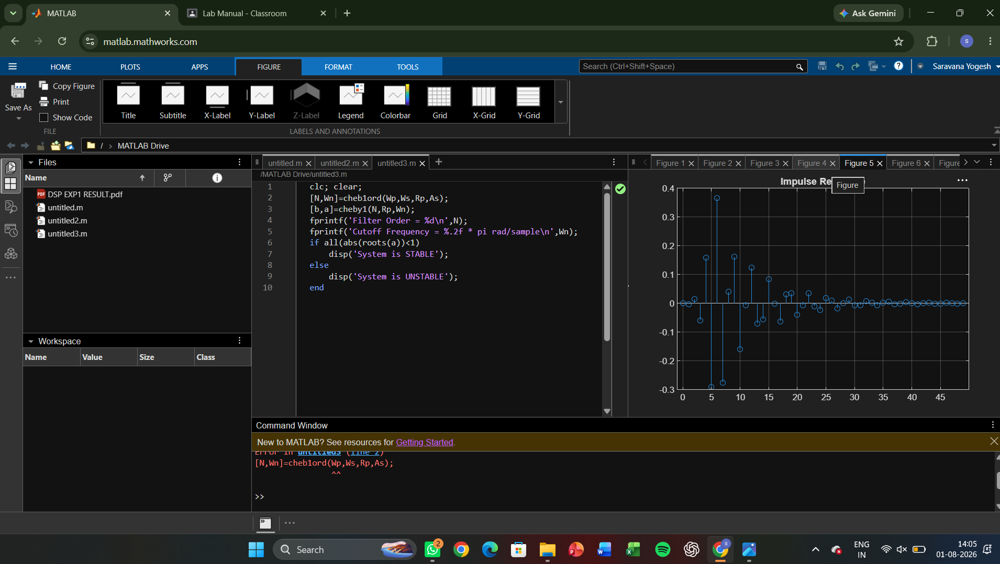 MATLAB
Lab Manual - Classroom
Ask Gemini
matlab.mathworks.com
S
HOME
PLOTS
APPS
FIGURE
FORMAT
TOOLS
Search (Ctrl+Shift+Space)
Saravana Yogesh
Save As
Copy Figure
Print
Show Code
FILE
Title
Subtitle
X-Label
Y-Label
Z-Label
Legend
Colorbar
Grid
X-Grid
Y-Grid
LABELS AND ANNOTATIONS
/ › MATLAB Drive
Files
Name
PDF DSP EXP1 RESULT.pdf
untitled.m
untitled2.m
untitled3.m
Workspace
Name Value Size Class
untitled.m untitled2.m untitled3.m
/MATLAB Drive/untitled3.m
1 clc; clear;
2 [N,Wn]=cheb1ord(Wp,Ws,Rp,As);
3 [b,a]=cheby1(N,Rp,Wn);
4 fprintf('Filter Order = %d\n',N);
5 fprintf('Cutoff Frequency = %.2f * pi rad/sample\n',Wn);
6 if all(abs(roots(a))<1)
7 disp('System is STABLE');
8 else
9 disp('System is UNSTABLE');
10 end
Figure 1 Figure 2 Figure 3 Figure 4 Figure 5 Figure 6 Figure
Impulse Re
Figure
0.4
0.3
0.2
0.1
0
-0.1
-0.2
-0.3
0 5 10 15 20 25 30 35 40 45
Command Window
New to MATLAB? See resources for Getting Started.
Error in untitled3 (line 2)
[N,Wn]=cheb1ord(Wp,Ws,Rp,As);
^^
>>
Search
2
S
ENG
IN
14:05
01-08-2026